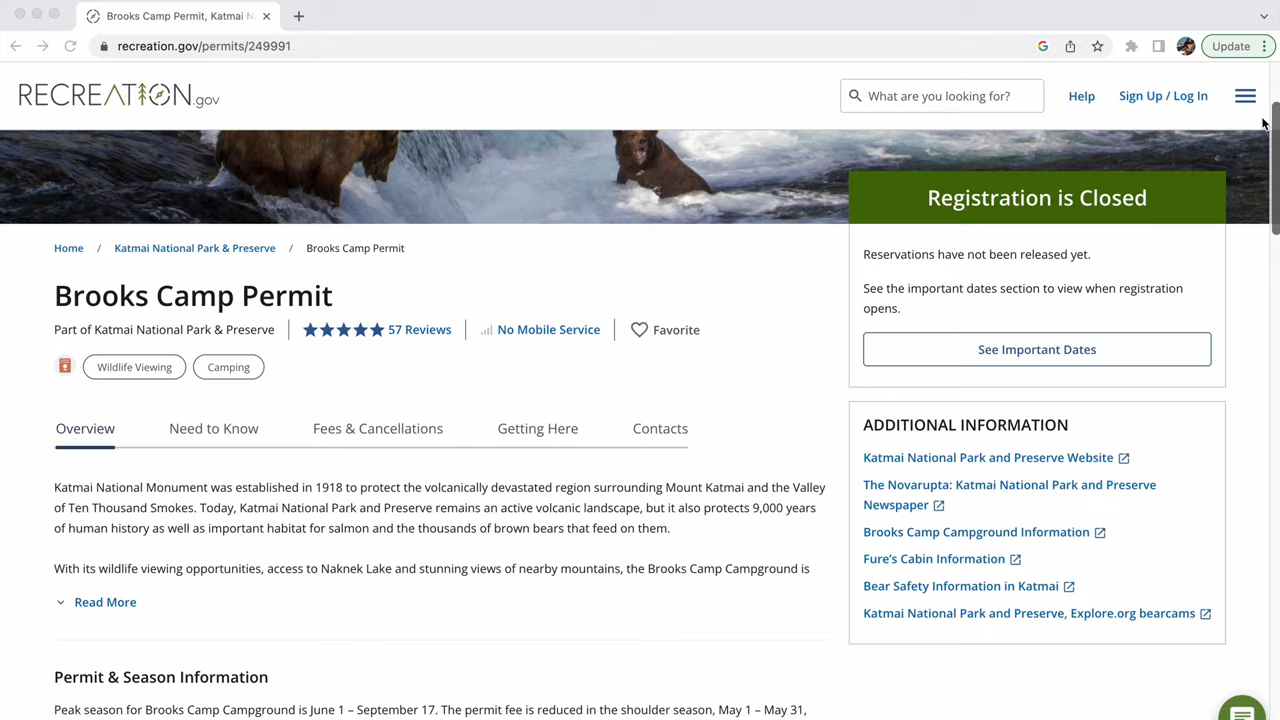 Brooks Camp Permit, Katmai N
recreation.gov/permits/249991
Update
RECREATION.gov
What are you looking for?
Help
Sign Up / Log In
Registration is Closed
Reservations have not been released yet.
See the important dates section to view when registration
opens.
See Important Dates
Home / Katmai National Park & Preserve / Brooks Camp Permit
Brooks Camp Permit
Part of Katmai National Park & Preserve
57 Reviews
No Mobile Service
Favorite
Wildlife Viewing
Camping
Overview
Need to Know
Fees & Cancellations
Getting Here
Contacts
Katmai National Monument was established in 1918 to protect the volcanically devastated region surrounding Mount Katmai and the Valley
of Ten Thousand Smokes. Today, Katmai National Park and Preserve remains an active volcanic landscape, but it also protects 9,000 years
of human history as well as important habitat for salmon and the thousands of brown bears that feed on them.
With its wildlife viewing opportunities, access to Naknek Lake and stunning views of nearby mountains, the Brooks Camp Campground is
Read More
ADDITIONAL INFORMATION
Katmai National Park and Preserve Website
The Novarupta: Katmai National Park and Preserve
Newspaper
Brooks Camp Campground Information
Fure's Cabin Information
Bear Safety Information in Katmai
Katmai National Park and Preserve, Explore.org bearcams
Permit & Season Information
Peak season for Brooks Camp Campground is June 1 – September 17. The permit fee is reduced in the shoulder season, May 1 – May 31,